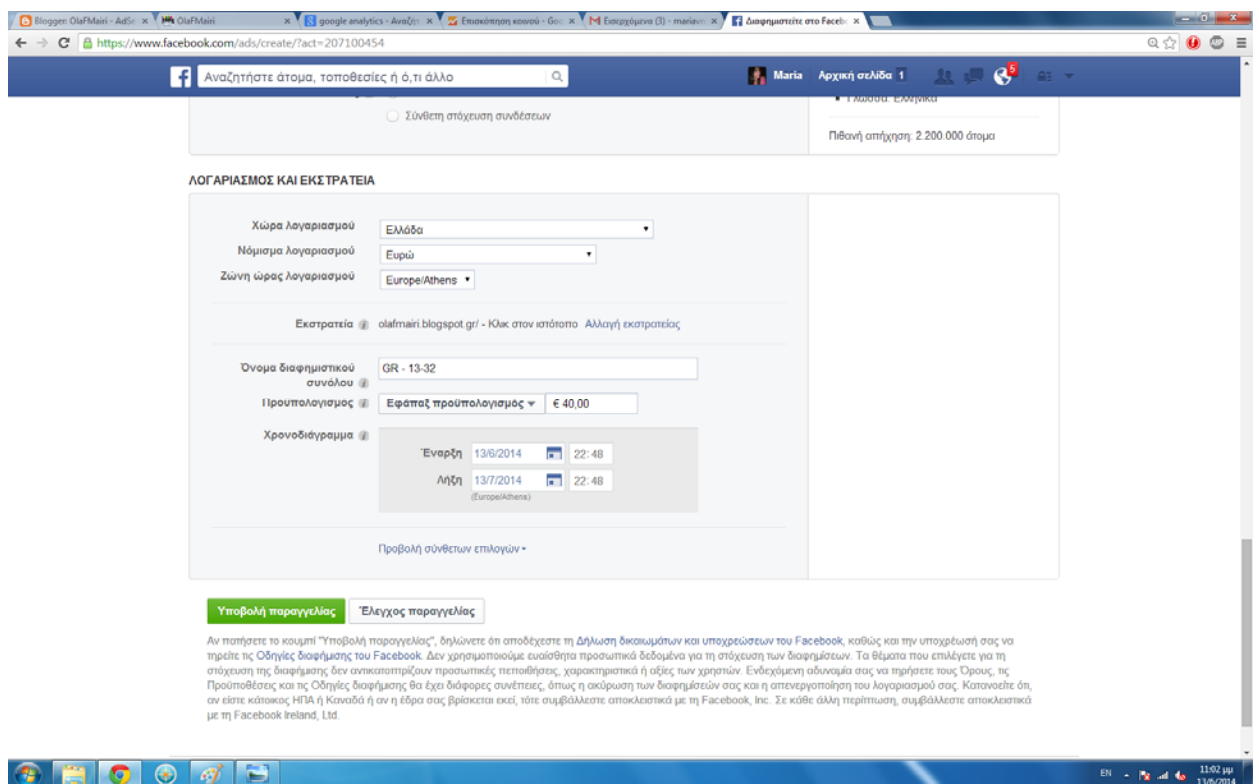 Blogger: OlaFMairi - AdSe
OlaFMairi
google analytics - Αναζήτ
Επισκόπηση κοινού - Goo
Εισερχόμενα (3) - mariavm
Διαφημιστείτε στο Facebo
https://www.facebook.com/ads/create/?act=207100454
Αναζητήστε άτομα, τοποθεσίες ή ό,τι άλλο
Maria Αρχική σελίδα 1
5
Γλώσσα: Ελληνικά
Σύνθετη στόχευση συνδέσεων
Πιθανή απήχηση: 2.200.000 άτομα
ΛΟΓΑΡΙΑΣΜΟΣ ΚΑΙ ΕΚΣΤΡΑΤΕΙΑ
Χώρα λογαριασμού Ελλάδα
Νόμισμα λογαριασμού Ευρώ
Ζώνη ώρας λογαριασμού Europe/Athens
Εκστρατεία olafmairi.blogspot.gr/ - Κλικ στον ιστότοπο Αλλαγή εκστρατείας
Όνομα διαφημιστικού συνόλου GR - 13-32
Προϋπολογισμός Εφάπαξ προϋπολογισμός € 40,00
Χρονοδιάγραμμα
Έναρξη 13/6/2014 22:48
Λήξη 13/7/2014 22:48
(Europe/Athens)
Προβολή σύνθετων επιλογών
Υποβολή παραγγελίας Έλεγχος παραγγελίας
Αν πατήσετε το κουμπί "Υποβολή παραγγελίας", δηλώνετε ότι αποδέχεστε τη Δήλωση δικαιωμάτων και υποχρεώσεων του Facebook, καθώς και την υποχρέωσή σας να
τηρείτε τις Οδηγίες διαφήμισης του Facebook. Δεν χρησιμοποιούμε ευαίσθητα προσωπικά δεδομένα για τη στόχευση των διαφημίσεων. Τα θέματα που επιλέγετε για τη
στόχευση της διαφήμισης δεν αντικατοπτρίζουν προσωπικές πεποιθήσεις, χαρακτηριστικά ή αξίες των χρηστών. Ενδεχόμενη αδυναμία σας να τηρήσετε τους Όρους, τις
Προϋποθέσεις και τις Οδηγίες διαφήμισης θα έχει διάφορες συνέπειες, όπως η ακύρωση των διαφημίσεών σας και η απενεργοποίηση του λογαριασμού σας. Κατανοείτε ότι,
αν είστε κάτοικος ΗΠΑ ή Καναδά ή αν η έδρα σας βρίσκεται εκεί, τότε συμβάλλεστε αποκλειστικά με τη Facebook, Inc. Σε κάθε άλλη περίπτωση, συμβάλλεστε αποκλειστικά
με τη Facebook Ireland, Ltd.
EN 11:02 μμ
13/6/2014